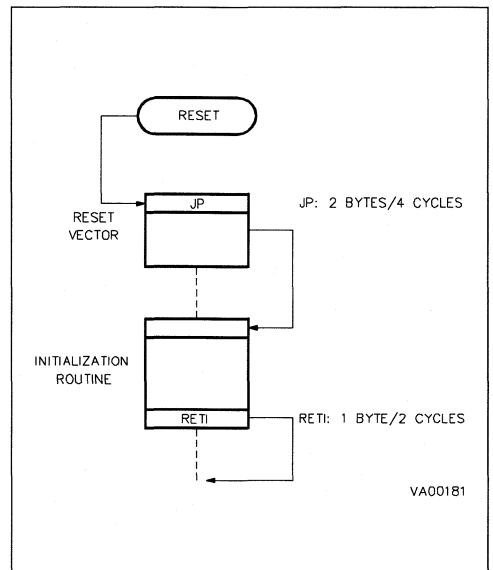 RESET
JP
JP: 2 BYTES/4 CYCLES
RESET
VECTOR
INITIALIZATION
ROUTINE
RETI
RETI: 1 BYTE/2 CYCLES
VA00181